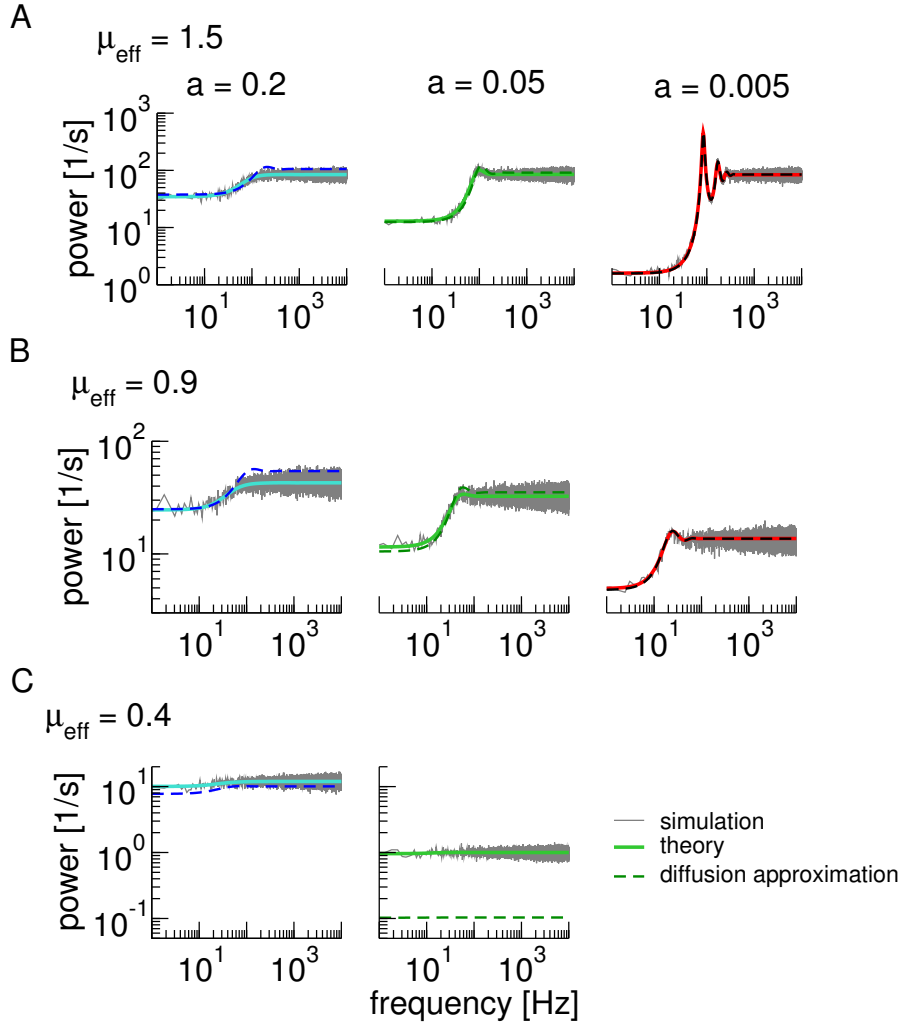 A
μeff = 1.5
a = 0.2
a = 0.05
a = 0.005
power [1/s]
10^3
10^2
10^1
10^0
10^1 10^3
10^1 10^3
10^1 10^3
B
μeff = 0.9
power [1/s]
10^2
10^1
10^1 10^3
10^1 10^3
10^1 10^3
C
μeff = 0.4
power [1/s]
10^1
10^0
10^-1
10^1 10^3
10^1 10^3
simulation
theory
diffusion approximation
frequency [Hz]